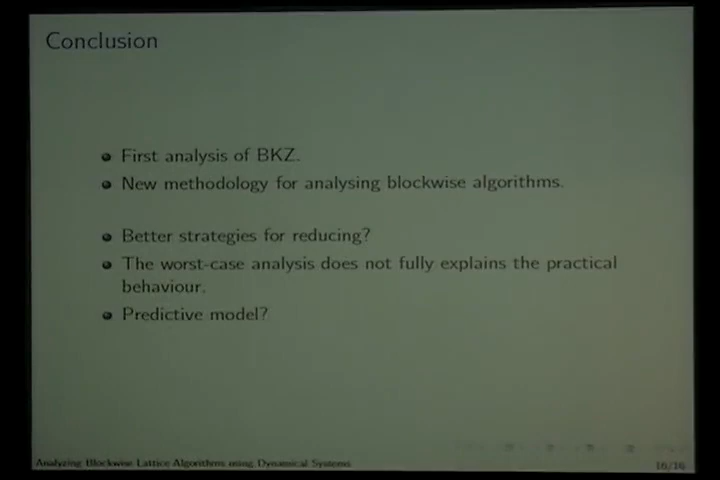 Conclusion
First analysis of BKZ.
New methodology for analysing blockwise algorithms.
Better strategies for reducing?
The worst-case analysis does not fully explains the practical
behaviour.
Predictive model?
Analyzing Blockwise Lattice Algorithms using Dynamical Systems
16/16